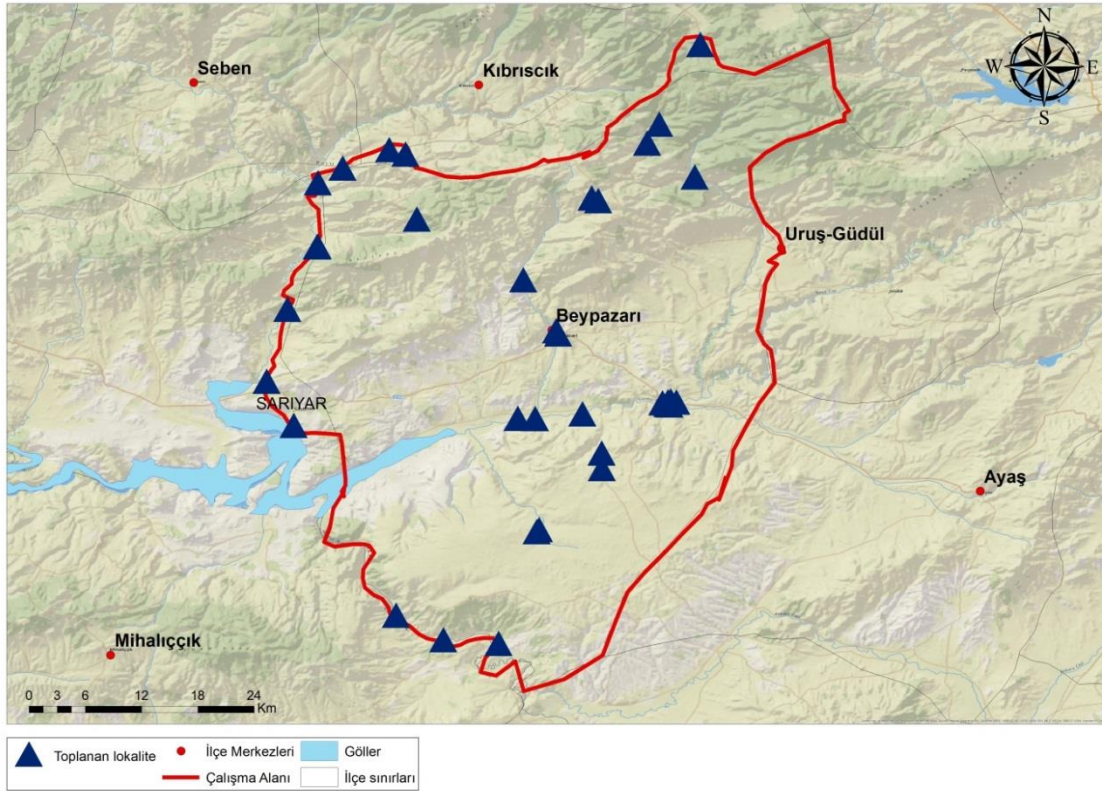 N
W E
S
Seben
Kıbrıscık
Uruş-Güdül
Beypazarı
SARIYAR
Ayaş
Mihalıççık
0 3 6 12 18 24
Km
Toplanan lokalite
İlçe Merkezleri
Göller
Çalışma Alanı
İlçe sınırları